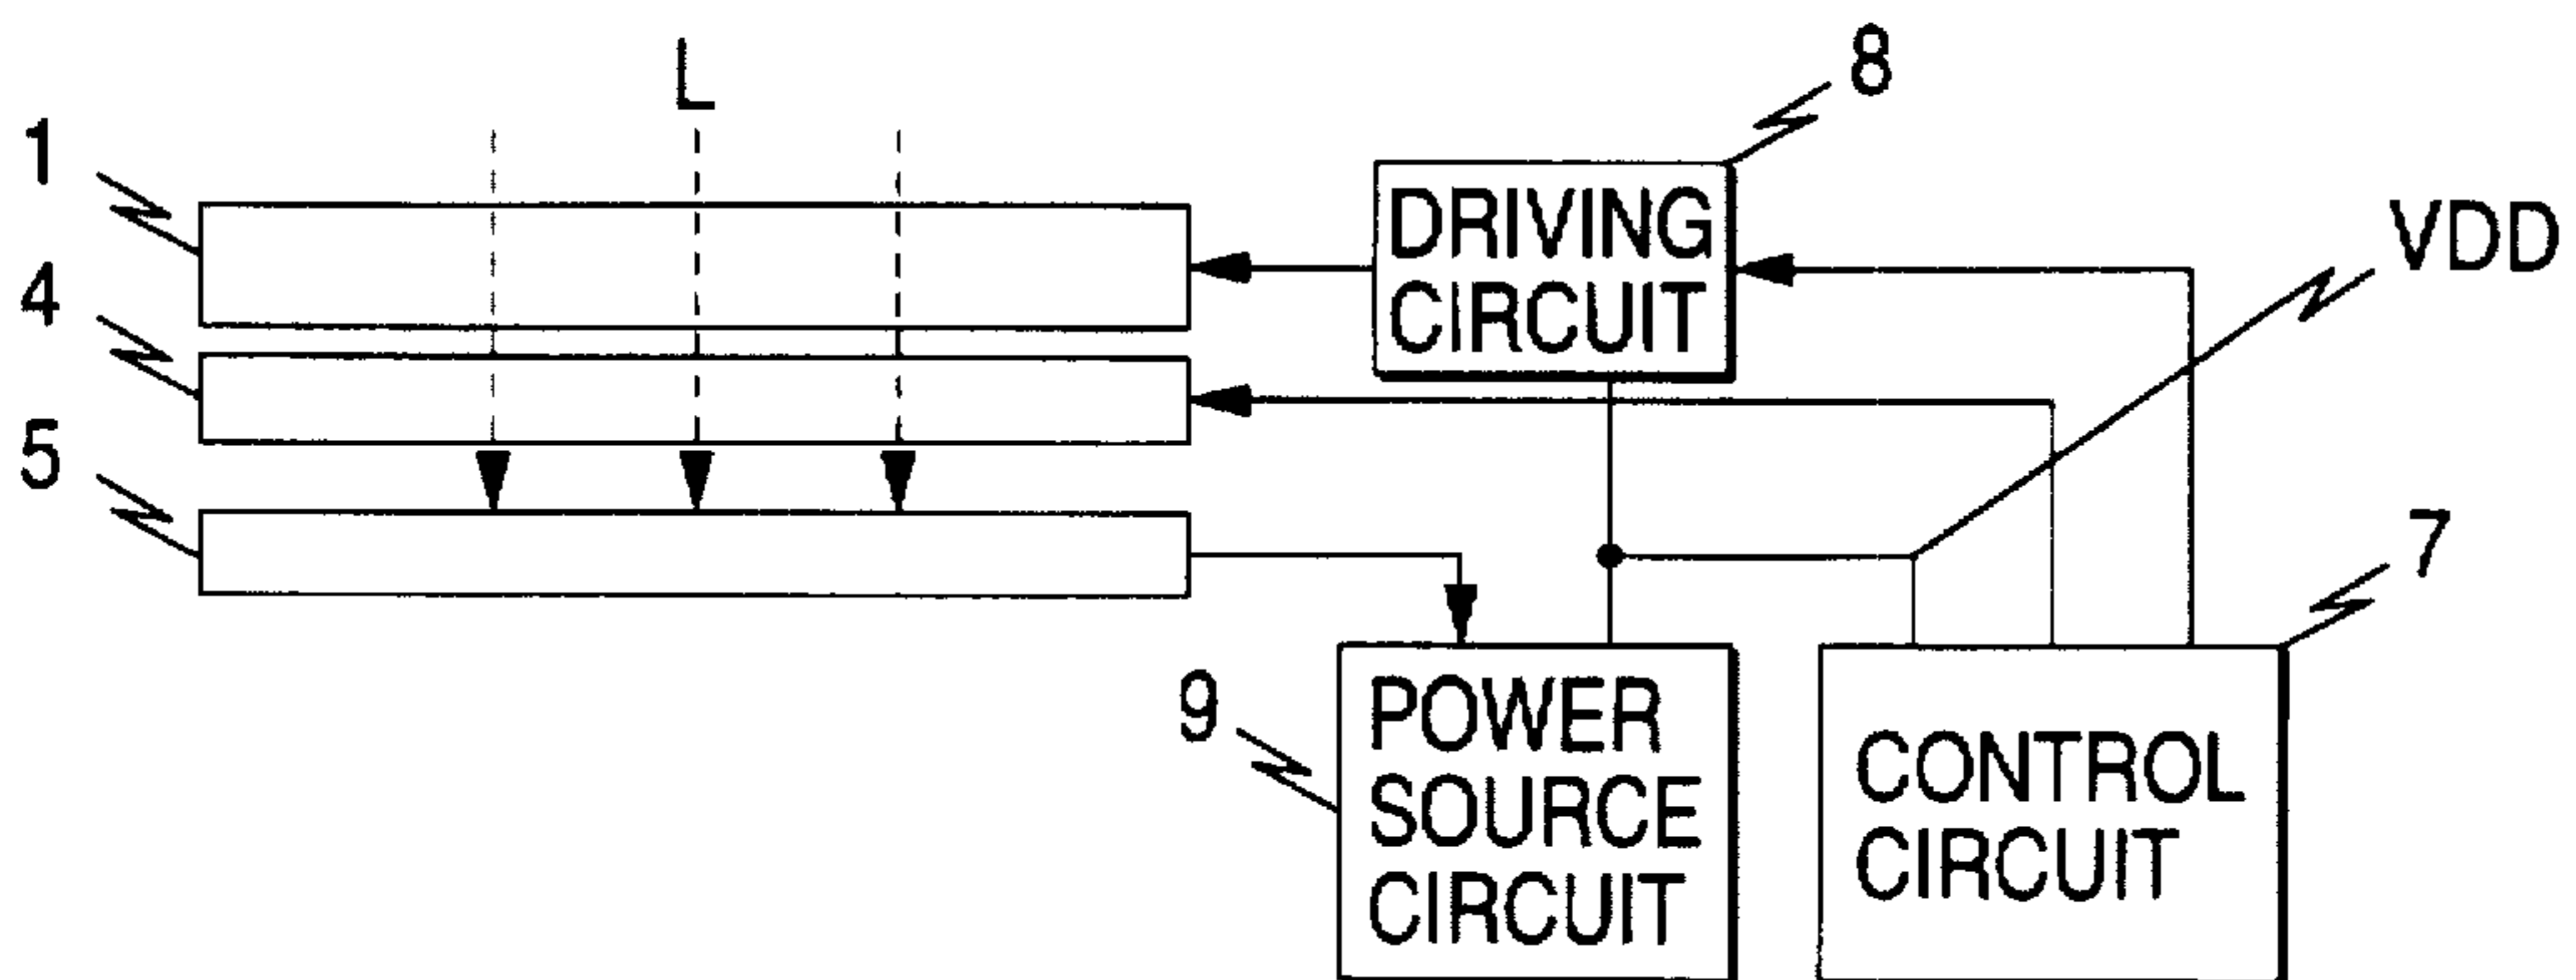 L
8
1
DRIVING
CIRCUIT
VDD
4
5
7
9
POWER
SOURCE
CIRCUIT
CONTROL
CIRCUIT